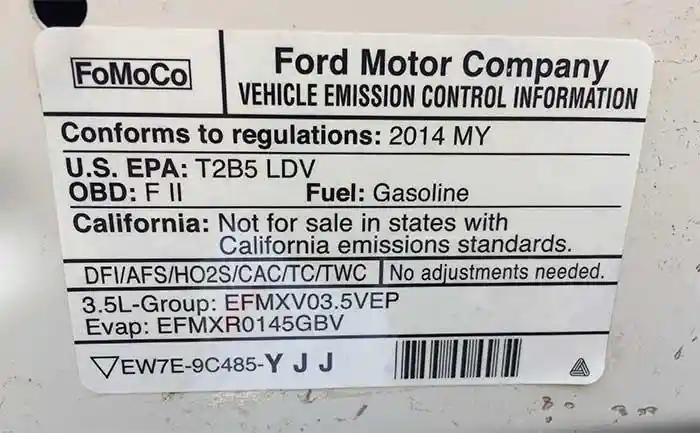 FoMoCo
Ford Motor Company
VEHICLE EMISSION CONTROL INFORMATION
Conforms to regulations: 2014 MY
U.S. EPA: T2B5 LDV
OBD: F II Fuel: Gasoline
California: Not for sale in states with
California emissions standards.
DFI/AFS/HO2S/CAC/TC/TWC No adjustments needed.
3.5L-Group: EFMXV03.5VEP
Evap: EFMXR0145GBV
EW7E-9C485-Y J J